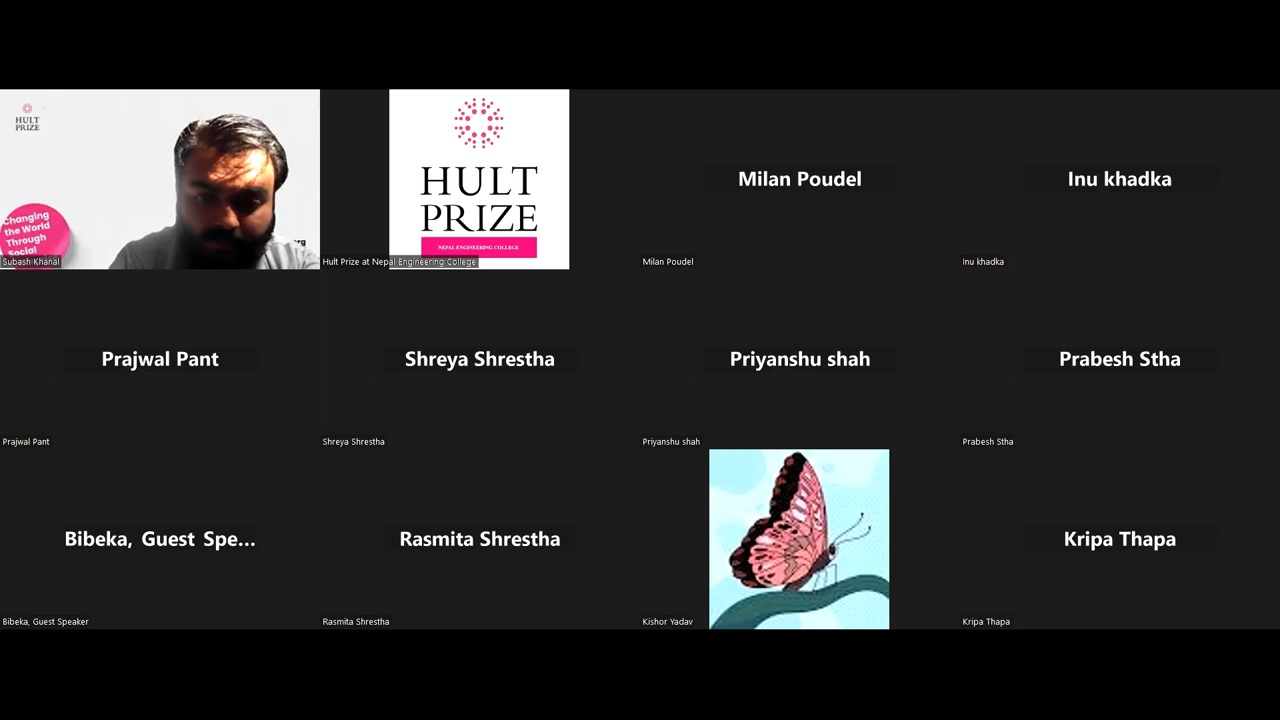 HULT
PRIZE
Changing
the World
Through
Social
org
Subash Khanal
HULT
PRIZE
NEPAL ENGINEERING COLLEGE
Hult Prize at Nepal Engineering College
Milan Poudel
Milan Poudel
Inu khadka
Inu khadka
Prajwal Pant
Prajwal Pant
Shreya Shrestha
Shreya Shrestha
Priyanshu shah
Priyanshu shah
Prabesh Stha
Prabesh Stha
Bibeka, Guest Spe...
Bibeka, Guest Speaker
Rasmita Shrestha
Rasmita Shrestha
Kishor Yadav
Kripa Thapa
Kripa Thapa